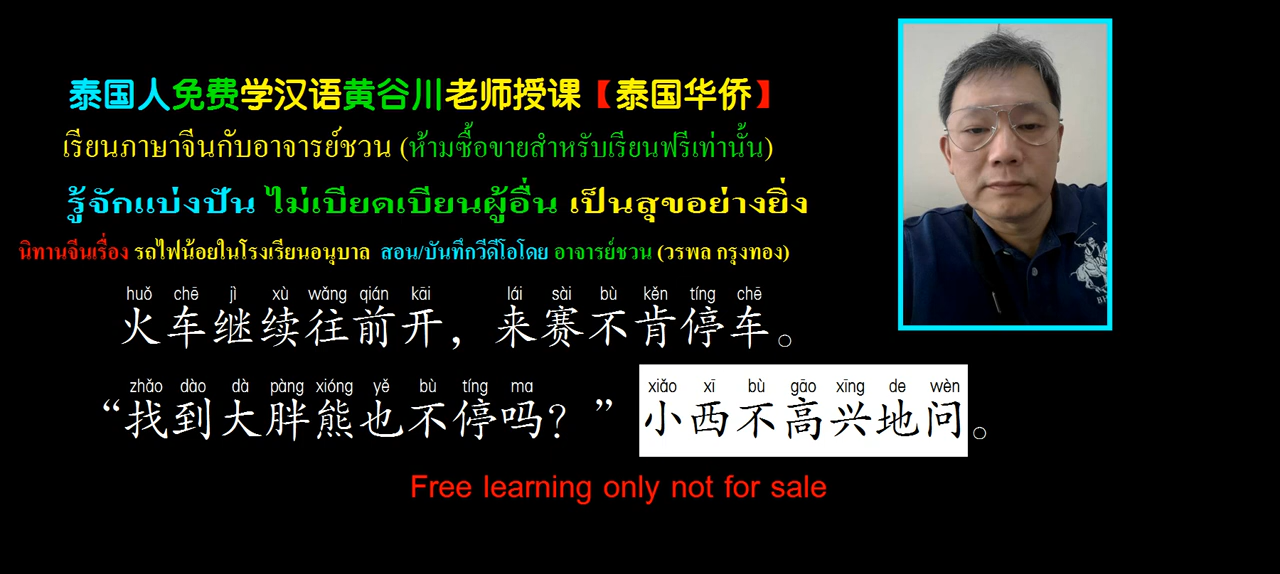 泰国人免费学汉语黄谷川老师授课【泰国华侨】
เรียนภาษาจีนกับอาจารย์ชวน (ห้ามซื้อขายสำหรับเรียนฟรีเท่านั้น)
รู้จักแบ่งปัน ไม่เบียดเบียนผู้อื่น เป็นสุขอย่างยิ่ง
นิทานจีนเรื่อง รถไฟน้อยในโรงเรียนอนุบาล สอน/บันทึกวีดีโอโดย อาจารย์ชวน (วรพล กรุงทอง)
huǒ chē jì xù wǎng qián kāi lái sài bù kěn tíng chē
火车继续往前开，来赛不肯停车。
zhǎo dào dà pàng xióng yě bù tíng ma xiǎo xī bù gāo xīng de wèn
“找到大胖熊也不停吗？”小西不高兴地问。
Free learning only not for sale